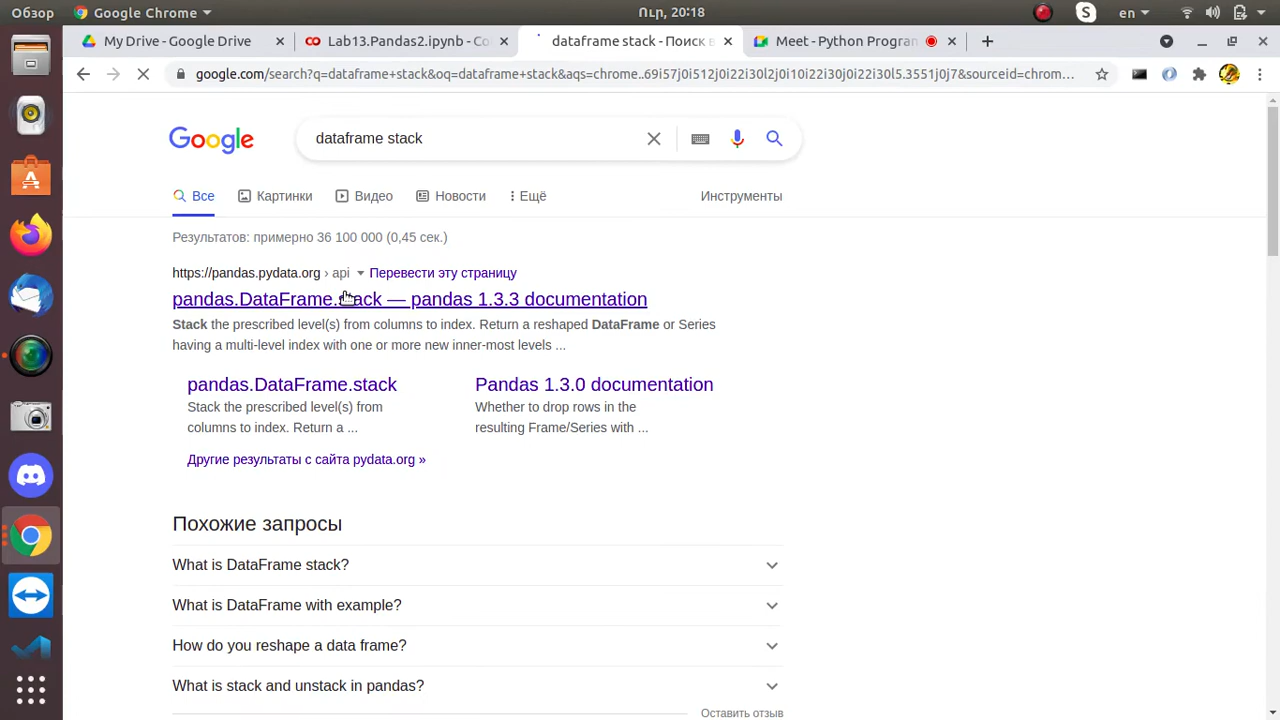 Обзор
Google Chrome
Ուր, 20:18
en
My Drive - Google Drive
Lab13.Pandas2.ipynb - Co
dataframe stack - Поиск в
Meet - Python Progran
google.com/search?q=dataframe+stack&oq=dataframe+stack&aqs=chrome..69i57j0i512j0i22i30l2j0i10i22i30j0i22i30l5.3551j0j7&sourceid=chrom...
Google
dataframe stack
Все
Картинки
Видео
Новости
Ещё
Инструменты
Результатов: примерно 36 100 000 (0,45 сек.)
https://pandas.pydata.org › api Перевести эту страницу
pandas.DataFrame.stack — pandas 1.3.3 documentation
Stack the prescribed level(s) from columns to index. Return a reshaped DataFrame or Series
having a multi-level index with one or more new inner-most levels ...
pandas.DataFrame.stack
Stack the prescribed level(s) from
columns to index. Return a ...
Pandas 1.3.0 documentation
Whether to drop rows in the
resulting Frame/Series with ...
Другие результаты с сайта pydata.org »
Похожие запросы
What is DataFrame stack?
What is DataFrame with example?
How do you reshape a data frame?
What is stack and unstack in pandas?
Оставить отзыв